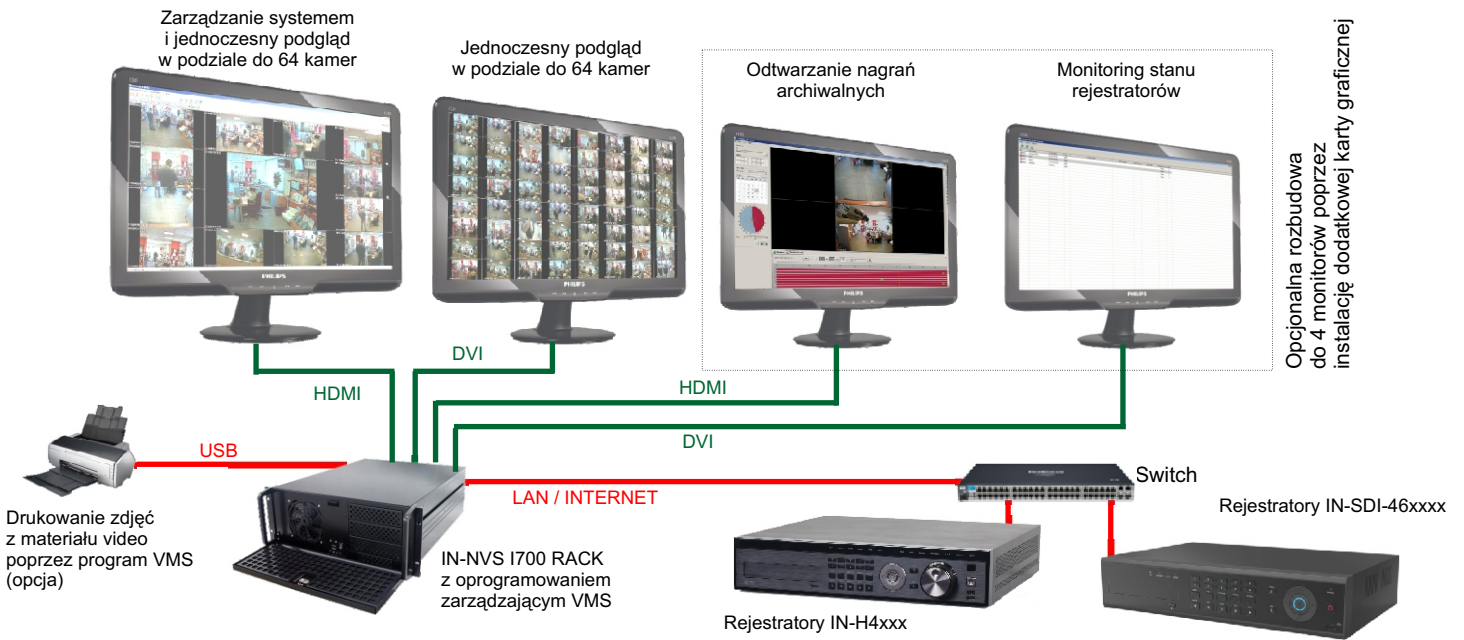 Zarządzanie systemem
i jednoczesny podgląd
w podziale do 64 kamer
Jednoczesny podgląd
w podziale do 64 kamer
Odtwarzanie nagrań
archiwalnych
Monitoring stanu
rejestratorów
Opcjonalna rozbudowa
do 4 monitorów poprzez
instalację dodatkowej karty graficznej
PHILIPS
PHILIPS
PHILIPS
PHILIPS
DVI
HDMI
HDMI
DVI
USB
LAN / INTERNET
Switch
Drukowanie zdjęć
z materiału video
poprzez program VMS
(opcja)
IN-NVS I700 RACK
z oprogramowaniem
zarządzającym VMS
Rejestratory IN-H4xxx
Rejestratory IN-SDI-46xxxx